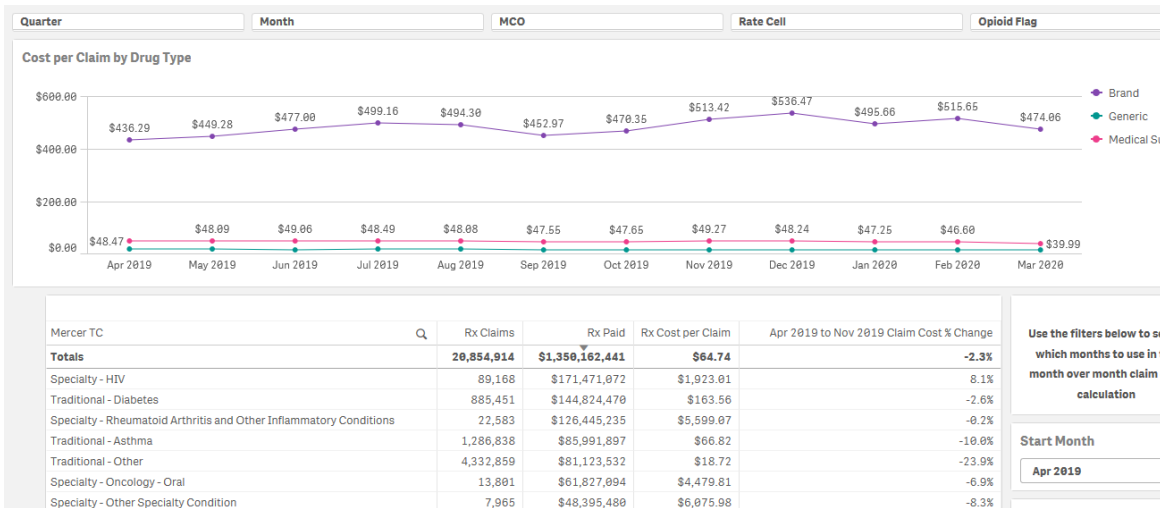 Quarter Month MCO Rate Cell Opioid Flag
Cost per Claim by Drug Type
$600.00
$400.00
$200.00
$0.00
$436.29 $449.28 $477.00 $499.16 $494.30 $452.97 $470.35 $513.42 $536.47 $495.66 $515.65 $474.06
$48.47 $48.09 $49.06 $48.49 $48.08 $47.55 $47.65 $49.27 $48.24 $47.25 $46.60 $39.99
Apr 2019 May 2019 Jun 2019 Jul 2019 Aug 2019 Sep 2019 Oct 2019 Nov 2019 Dec 2019 Jan 2020 Feb 2020 Mar 2020
Brand
Generic
Medical Su
Mercer TC Rx Claims Rx Paid Rx Cost per Claim Apr 2019 to Nov 2019 Claim Cost % Change
Totals 20,854,914 $1,350,162,441 $64.74 -2.3%
Specialty - HIV 89,168 $171,471,072 $1,923.01 8.1%
Traditional - Diabetes 885,451 $144,824,470 $163.56 -2.6%
Specialty - Rheumatoid Arthritis and Other Inflammatory Conditions 22,583 $126,445,235 $5,599.07 -0.2%
Traditional - Asthma 1,286,838 $85,991,897 $66.82 -10.0%
Traditional - Other 4,332,859 $81,123,532 $18.72 -23.9%
Specialty - Oncology - Oral 13,801 $61,827,094 $4,479.81 -6.9%
Specialty - Other Specialty Condition 7,965 $48,395,480 $6,075.98 -8.3%
Use the filters below to se
which months to use in
month over month claim
calculation
Start Month
Apr 2019